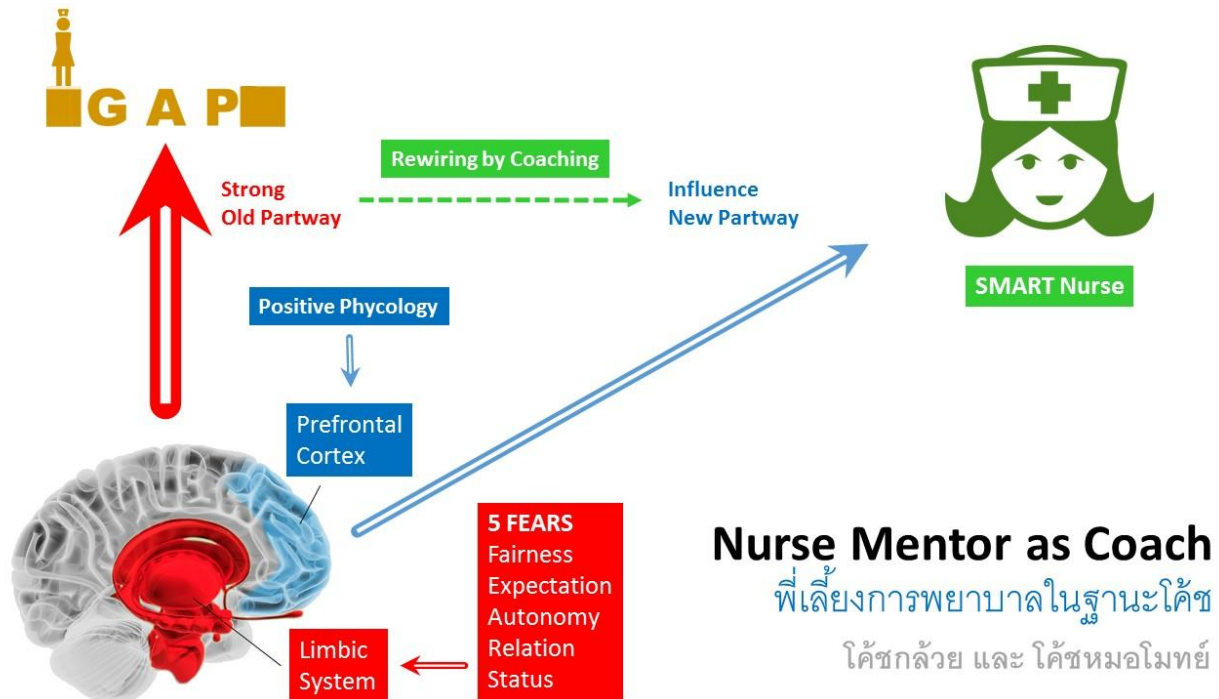 GAP
Rewiring by Coaching
Strong
Old Partway
Influence
New Partway
SMART Nurse
Positive Phycology
Prefrontal
Cortex
5 FEARS
Fairness
Expectation
Autonomy
Relation
Status
Limbic
System
Nurse Mentor as Coach
พี่เลี้ยงการพยาบาลในฐานะโค้ช
โค้ชกล้วย และ โค้ชหมอโมทย์